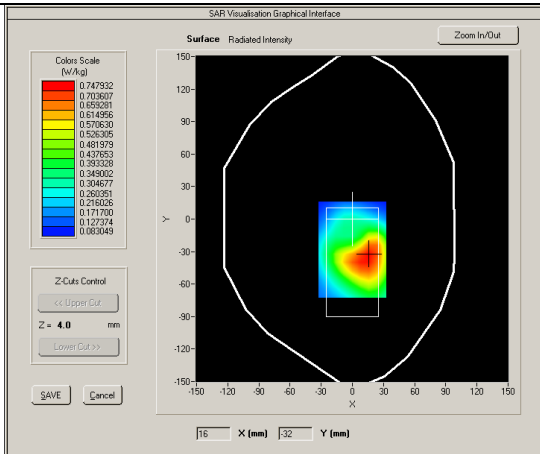 SAR Visualisation Graphical Interface
Surface Radiated Intensity
Zoom In/Out
Colors Scale
(W/kg)
0.747932
0.703607
0.659281
0.614956
0.570630
0.526305
0.481979
0.437653
0.393328
0.349002
0.304677
0.260351
0.216026
0.171700
0.127374
0.083049
Z-Cuts Control
<< Upper Cut
Z = 4.0 mm
Lower Cut >>
SAVE
Cancel
150
120
90
60
30
0
-30
-60
-90
-120
-150
Y
-150 -120 -90 -60 -30 0 30 60 90 120 150
X
16 X (mm) -32 Y (mm)